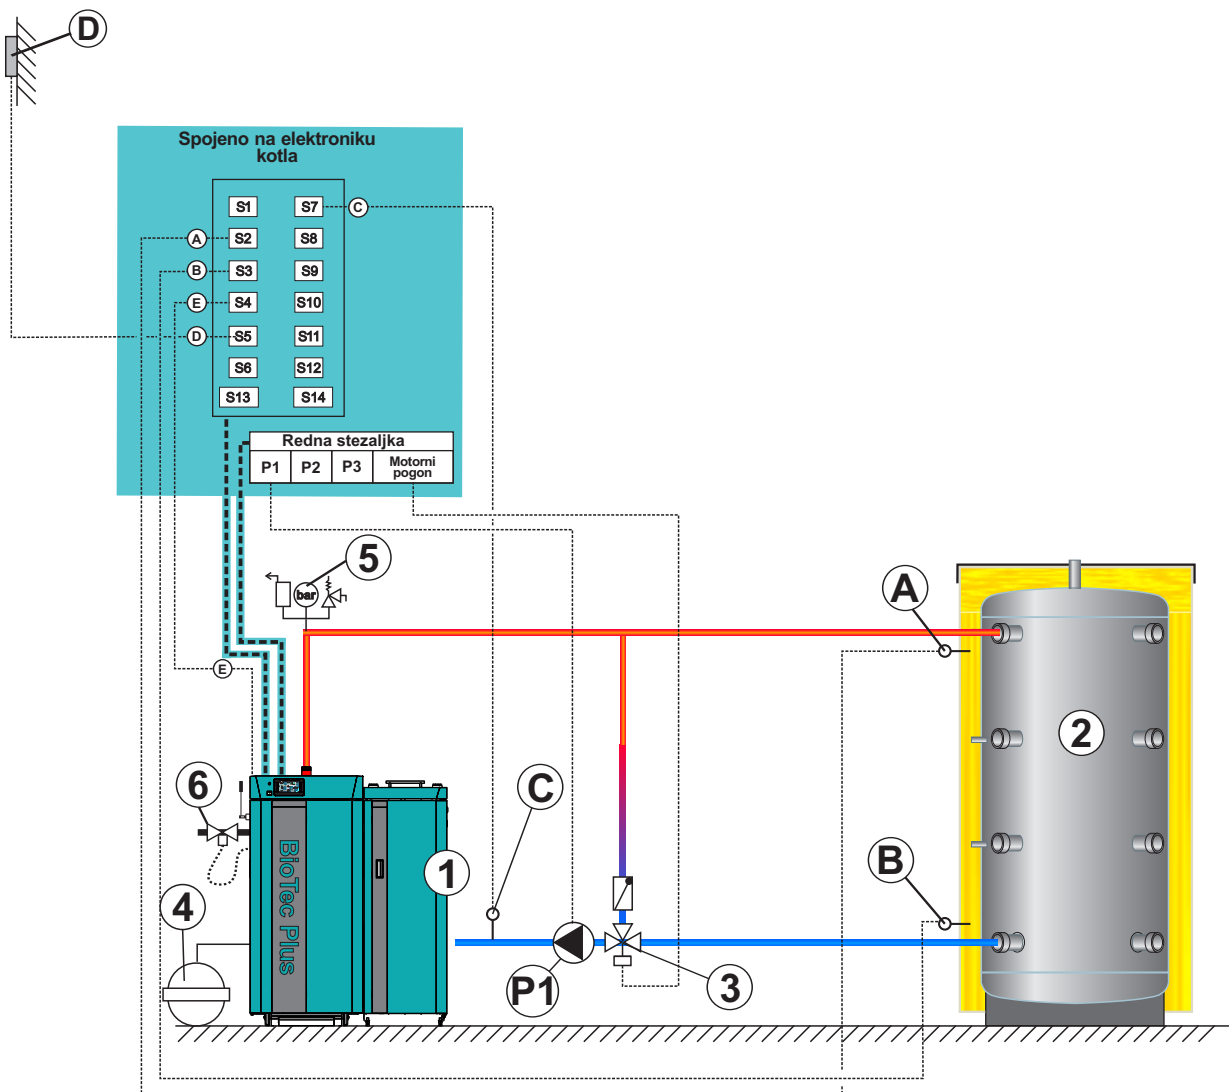 D
Spojeno na elektroniku
kotla
S1
S7
C
A
S2
S8
B
S3
S9
E
S4
S10
D
S5
S11
S6
S12
S13
S14
Redna stezaljka
P1
P2
P3
Motorni
pogon
5
bar
A
E
2
6
C
BioTec Plus
1
B
4
P1
3